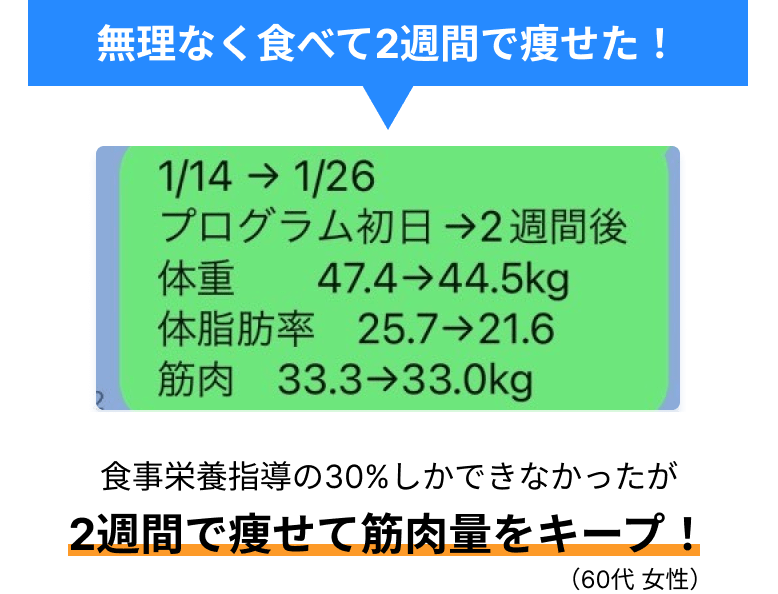 無理なく食べて2週間で痩せた！
1/14 → 1/26
プログラム初日 →2 週間後
体重　　47.4→44.5kg
体脂肪率　25.7→21.6
筋肉　33.3→33.0kg
食事栄養指導の30%しかできなかったが
2週間で痩せて筋肉量をキープ！
（60代 女性）